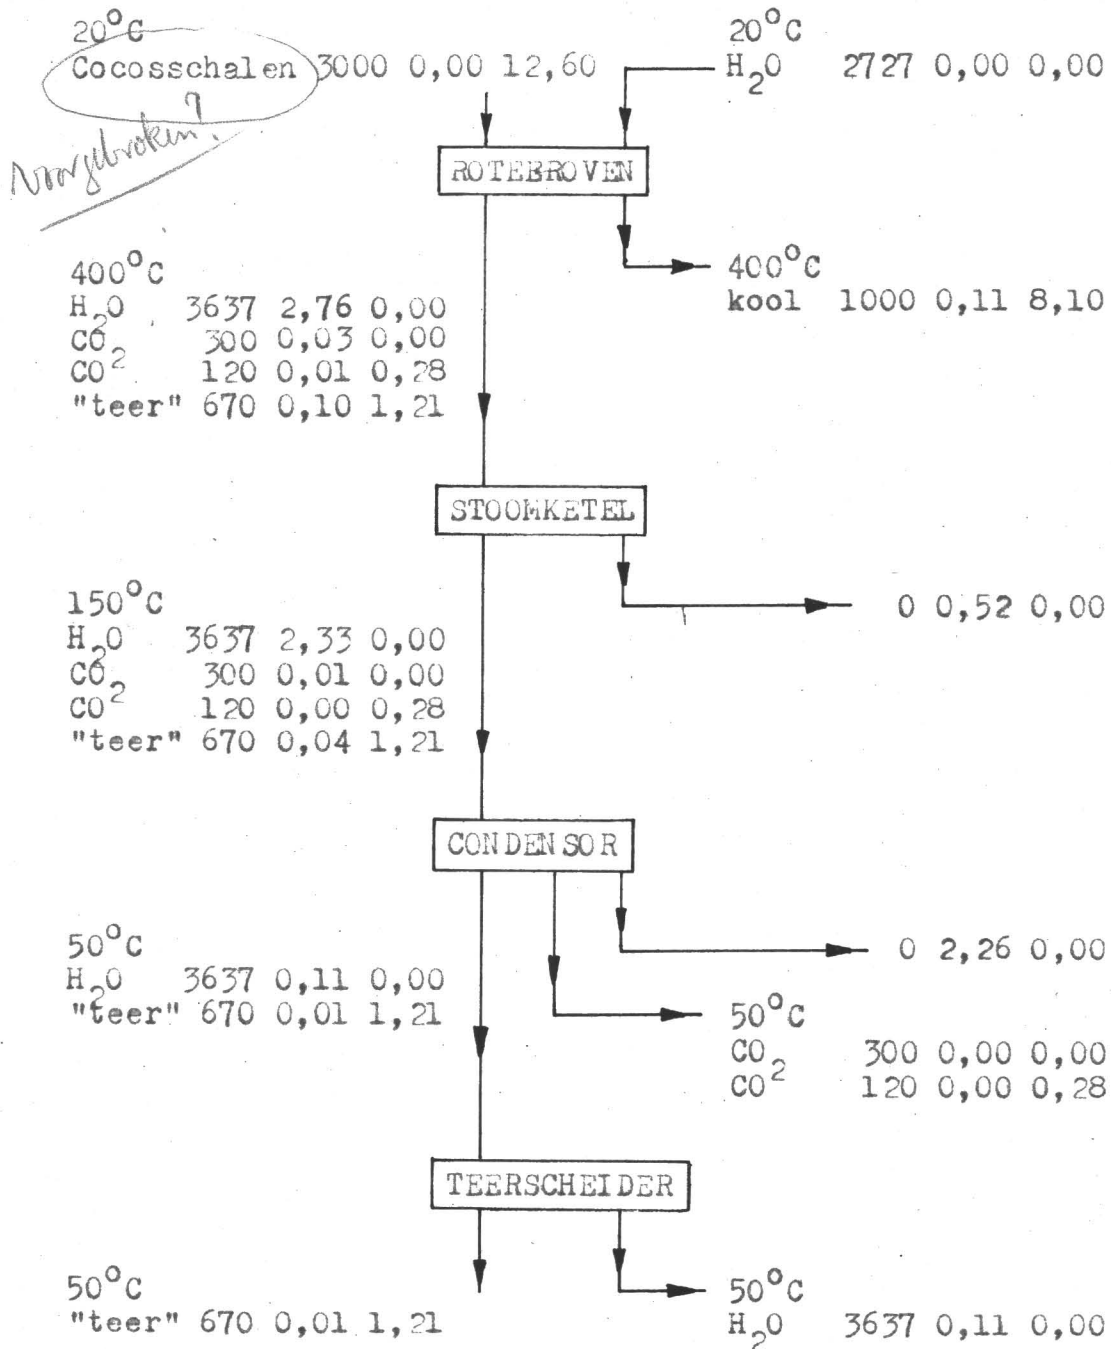 20°C
Cocosschalen 3000 0,00 12,60
20°C
H₂O 2727 0,00 0,00
Voorgebroken?
ROTEBROVEN
400°C
H₂O 3637 2,76 0,00
CO₂ 300 0,03 0,00
CO 120 0,01 0,28
"teer" 670 0,10 1,21
400°C
kool 1000 0,11 8,10
STOOMKETEL
0 0,52 0,00
150°C
H₂O 3637 2,33 0,00
CO₂ 300 0,01 0,00
CO 120 0,00 0,28
"teer" 670 0,04 1,21
CONDENSOR
0 2,26 0,00
50°C
H₂O 3637 0,11 0,00
"teer" 670 0,01 1,21
50°C
CO₂ 300 0,00 0,00
CO 120 0,00 0,28
TEERSCHEIDER
50°C
"teer" 670 0,01 1,21
50°C
H₂O 3637 0,11 0,00